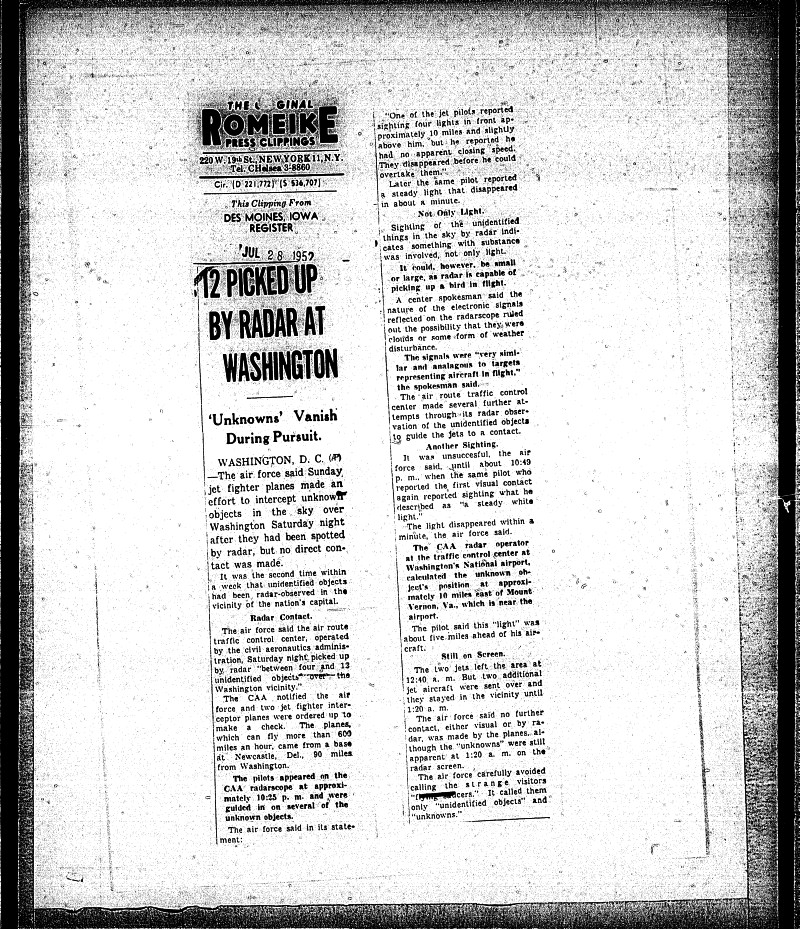 THE GINAL
ROMEIKE
PRESS CLIPPINGS
220 W. 19th St., NEW YORK 11, N.Y.
Tel. CHelsea 3-8860
Cir. (D 221,772) (S 536,707)
This Clipping From
DES MOINES, IOWA
REGISTER
JUL 28 1952
12 PICKED UP
BY RADAR AT
WASHINGTON
'Unknowns' Vanish
During Pursuit.
WASHINGTON, D. C. (AP)
—The air force said Sunday
jet fighter planes made an
effort to intercept unknown
objects in the sky over
Washington Saturday night
after they had been spotted
by radar, but no direct con-
tact was made.
It was the second time within
a week that unidentified objects
had been radar-observed in the
vicinity of the nation's capital.
Radar Contact.
The air force said the air route
traffic control center, operated
by the civil aeronautics adminis-
tration, Saturday night picked up
by radar "between four and 12
unidentified objects" over the
Washington vicinity."
The CAA notified the air
force and two jet fighter inter-
ceptor planes were ordered up to
make a check. The planes,
which can fly more than 600
miles an hour, came from a base
at Newcastle, Del., 90 miles
from Washington.
The pilots appeared on the
CAA radarscope at approxi-
mately 10:25 p. m. and were
guided in on several of the
unknown objects.
The air force said in its state-
ment:
"One of the jet pilots reported
sighting four lights in front ap-
proximately 10 miles and slightly
above him, but he reported he
had no apparent closing speed.
They disappeared before he could
overtake them."
Later the same pilot reported
a steady light that disappeared
in about a minute.
Not Only Light.
Sighting of the unidentified
things in the sky by radar indi-
cates something with substance
was involved, not only light.
It could, however, be small
or large, as radar is capable of
picking up a bird in flight.
A center spokesman said the
nature of the electronic signals
reflected on the radarscope ruled
out the possibility that they were
clouds or some form of weather
disturbance.
The signals were "very simi-
lar and analagous to targets
representing aircraft in flight,"
the spokesman said.
The air route traffic control
center made several further at-
tempts through its radar obser-
vation of the unidentified objects
to guide the jets to a contact.
Another Sighting.
It was unsuccesful, the air
force said, until about 10:49
p. m., when the same pilot who
reported the first visual contact
again reported sighting what he
described as "a steady white
light."
The light disappeared within a
minute, the air force said.
The CAA radar operator
at the traffic control center at
Washington's National airport,
calculated the unknown ob-
ject's position at approxi-
mately 10 miles east of Mount
Vernon, Va., which is near the
airport.
The pilot said this "light" was
about five miles ahead of his air-
craft.
Still on Screen.
The two jets left the area at
12:40 a. m. But two additional
jet aircraft were sent over and
they stayed in the vicinity until
1:20 a. m.
The air force said no further
contact, either visual or by ra-
dar, was made by the planes, al-
though the "unknowns" were still
apparent at 1:20 a. m. on the
radar screen.
The air force carefully avoided
calling the strange visitors
"flying saucers." It called them
only "unidentified objects" and
"unknowns."